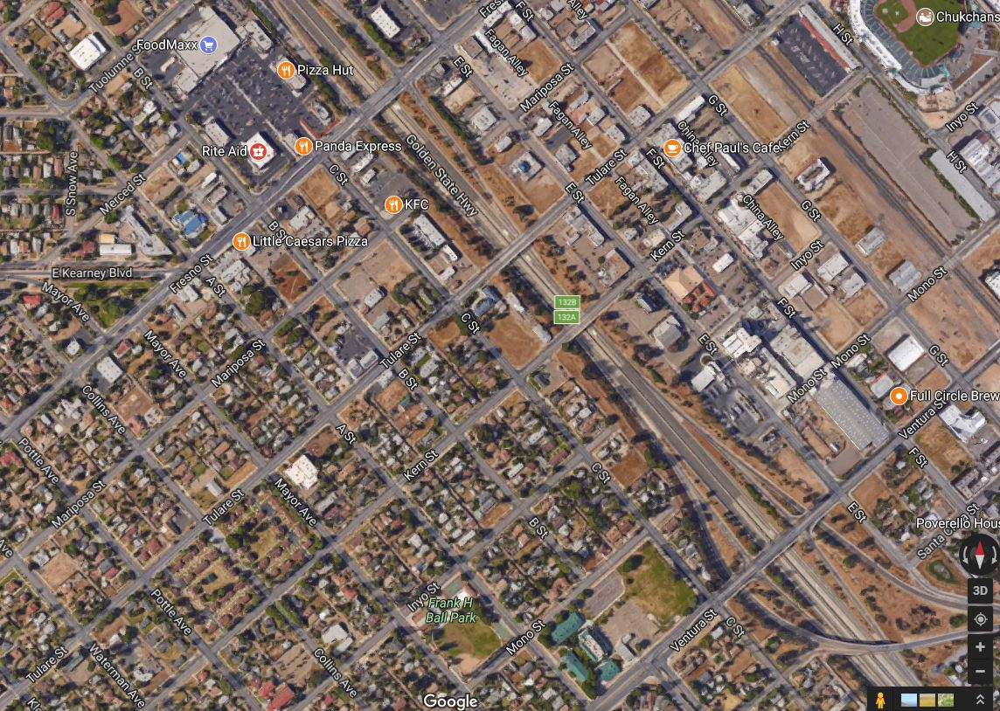 Fres
F St
Alley
H St
Chukchans
FoodMaxx
Tuolumne S
Pizza Hut
B St
Fagan Alley
E St
Mariposa St
G St
Inyo St
Rite Aid
Panda Express
C St
Golden State Hwy
Fagan Alley
China
lley
Chef Paul's Cafe
Kern St
F St
Tulare St
H St
S Snow Ave
Merced St
KFC
E St
Fagan Alley
China Alley
G St
B St
Little Caesars Pizza
Kern St
Inyo St
E Kearney Blvd
Fresno St
A St
Mayor Ave
132B
132A
Mono St
F St
C St
Mayor Ave
Mariposa St
Tulare St
E St
Mono St
G St
B St
Mono St
Full Circle Brew
Collins Ave
A St
Ventura St
Pottle Ave
Kern St
F St
C St
Mariposa St
Tulare St
Mayor Ave
E St
B St
Santa C
St
Poverello Hous
Ave
Inyo St
Frank H
Ball Park
3D
Pottle Ave
Mono St
Ventura St
C St
Tulare St
Waterman Ave
Collins Ave
Google